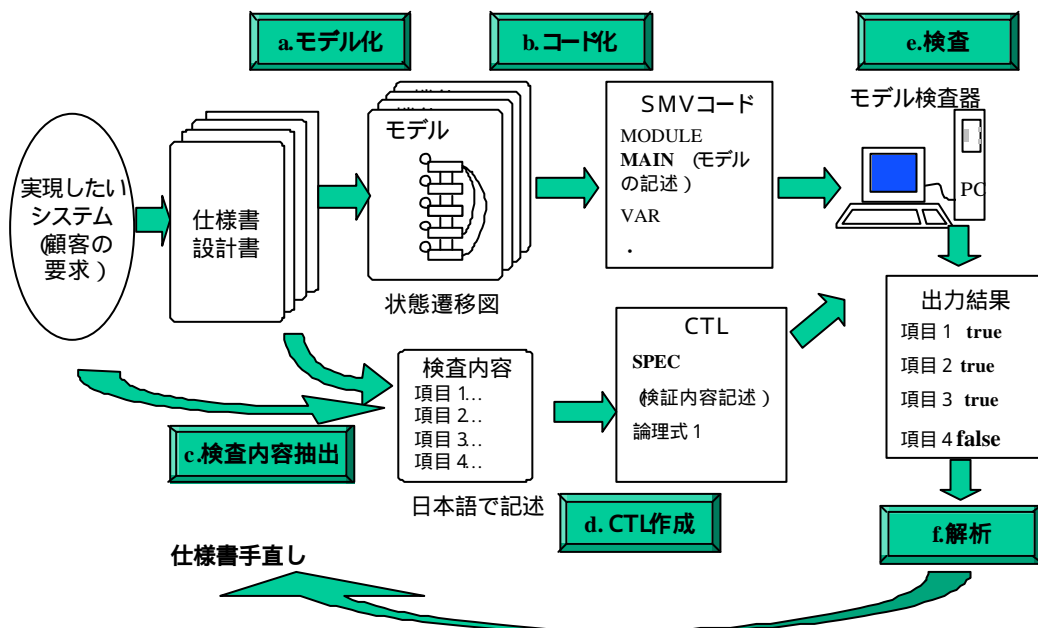 a.モデル化
b.コード化
e.検査
実現したい
システム
(顧客の
要求)
仕様書
設計書
モデル
状態遷移図
SMVコード
MODULE
MAIN (モデル
の記述)
VAR
.
モデル検査器
PC
検査内容
項目1...
項目2...
項目3...
項目4...
日本語で記述
c.検査内容抽出
CTL
SPEC
(検証内容記述)
論理式1
d. CTL作成
出力結果
項目1 true
項目2 true
項目3 true
項目4 false
f.解析
仕様書手直し